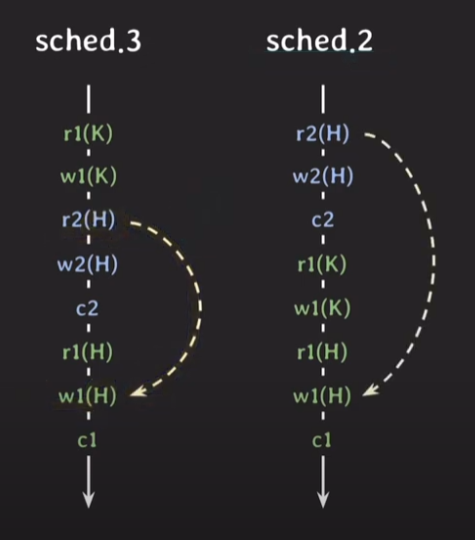 sched.3
r1(K)
w1(K)
r2(H)
w2(H)
c2
r1(H)
w1(H)
c1
sched.2
r2(H)
w2(H)
c2
r1(K)
w1(K)
r1(H)
w1(H)
c1